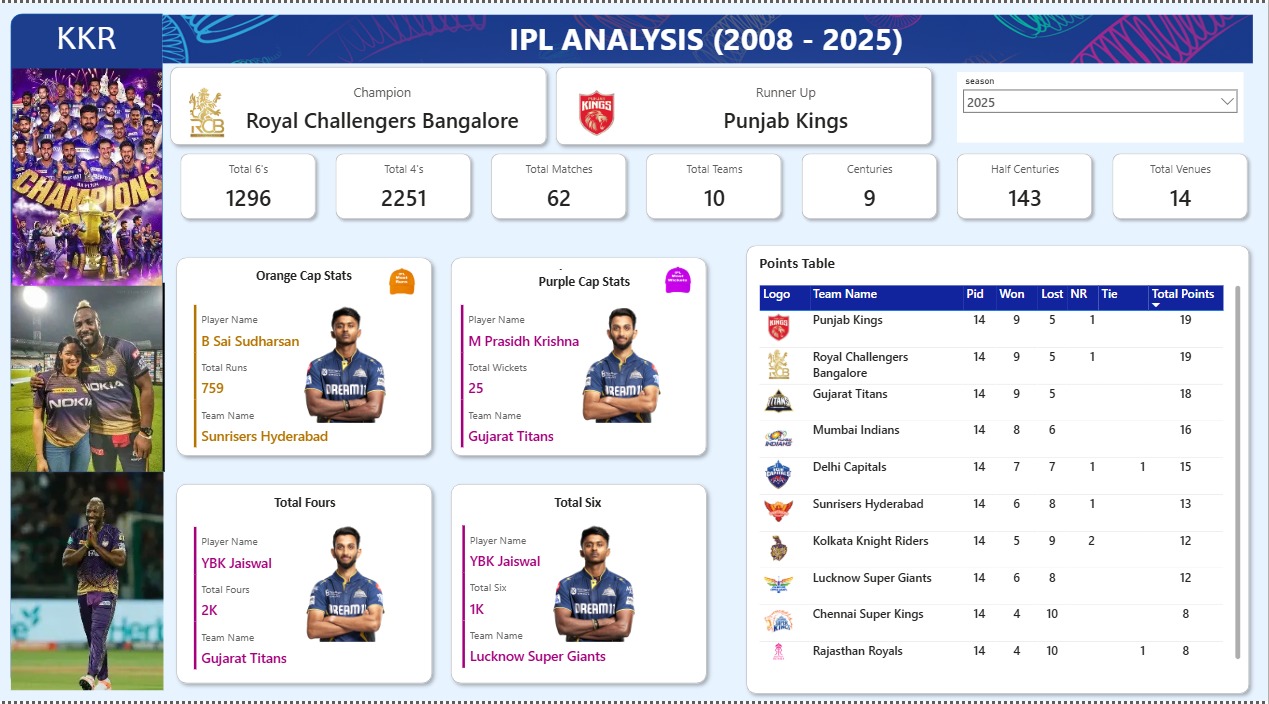 KKR
IPL ANALYSIS (2008 - 2025)
CHAMPIONS
NOKIA
NOKIA
Champion
Royal Challengers Bangalore
RCB
Runner Up
Punjab Kings
KINGS
season
2025
Total 6's
1296
Total 4's
2251
Total Matches
62
Total Teams
10
Centuries
9
Half Centuries
143
Total Venues
14
Orange Cap Stats
Player Name
B Sai Sudharsan
Total Runs
759
Team Name
Sunrisers Hyderabad
DREAM11
Purple Cap Stats
Player Name
M Prasidh Krishna
Total Wickets
25
Team Name
Gujarat Titans
DREAM11
Total Fours
Player Name
YBK Jaiswal
Total Fours
2K
Team Name
Gujarat Titans
DREAM11
Total Six
Player Name
YBK Jaiswal
Total Six
1K
Team Name
Lucknow Super Giants
DREAM11
Points Table
Logo Team Name Pid Won Lost NR Tie Total Points
Punjab Kings 14 9 5 1 19
Royal Challengers
Bangalore 14 9 5 1 19
Gujarat Titans 14 9 5 18
Mumbai Indians 14 8 6 16
Delhi Capitals 14 7 7 1 1 15
Sunrisers Hyderabad 14 6 8 1 13
Kolkata Knight Riders 14 5 9 2 12
Lucknow Super Giants 14 6 8 12
Chennai Super Kings 14 4 10 8
Rajasthan Royals 14 4 10 1 8